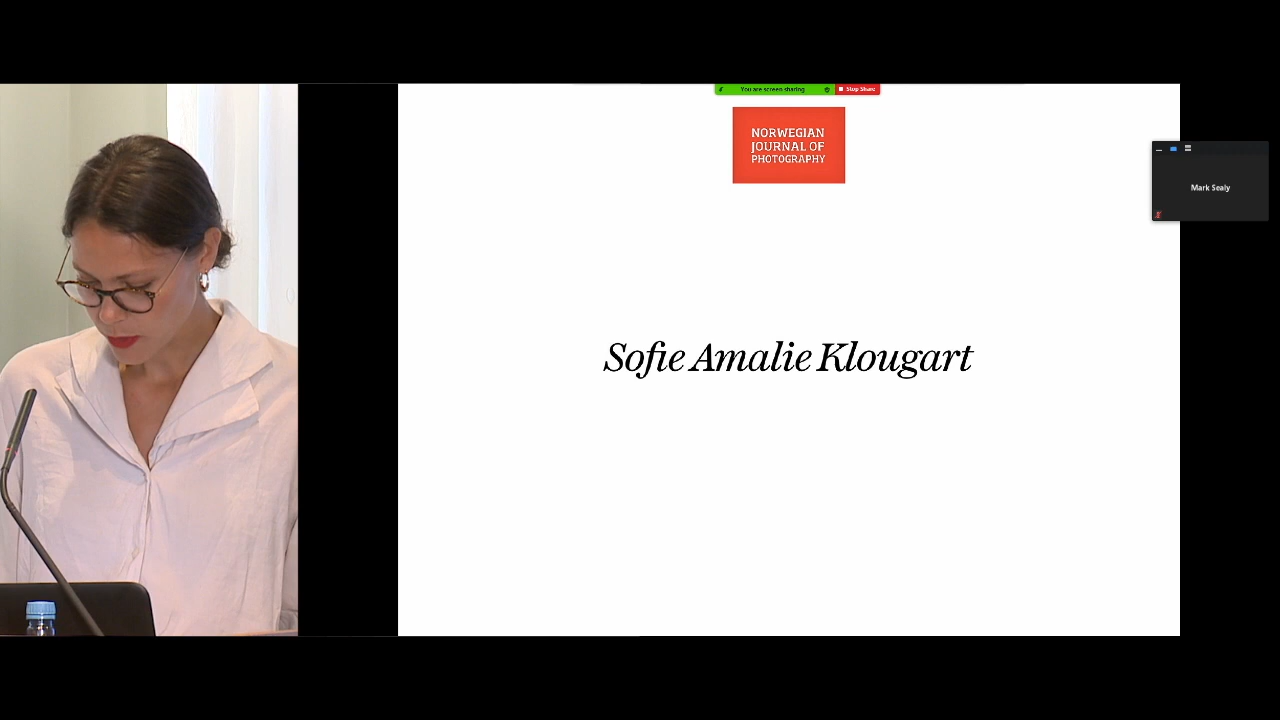 You are screen sharing
Stop Share
NORWEGIAN
JOURNAL OF
PHOTOGRAPHY
Mark Sealy
Sofie Amalie Klougart